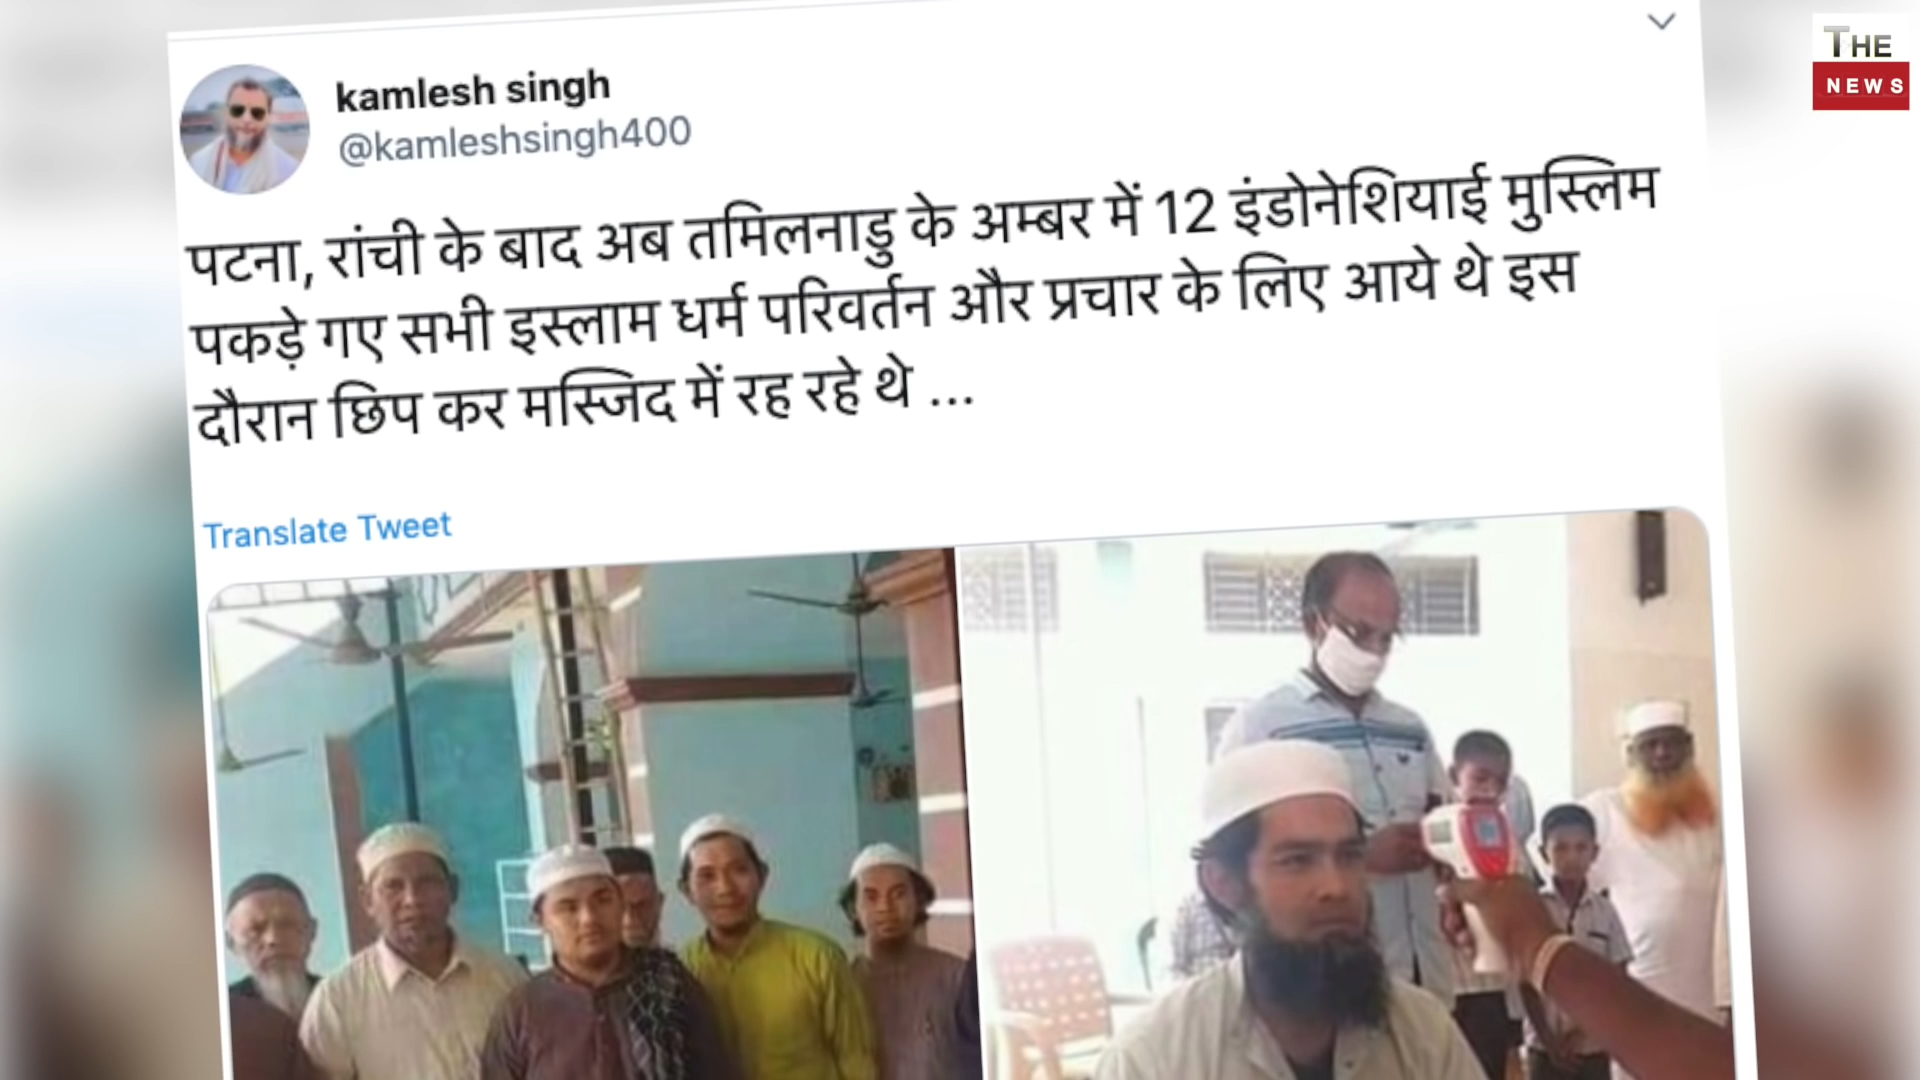 THE
NEWS
kamlesh singh
@kamleshsingh400
पटना, रांची के बाद अब तमिलनाडु के अम्बर में 12 इंडोनेशियाई मुस्लिम
पकड़े गए सभी इस्लाम धर्म परिवर्तन और प्रचार के लिए आये थे इस
दौरान छिप कर मस्जिद में रह रहे थे ...
Translate Tweet